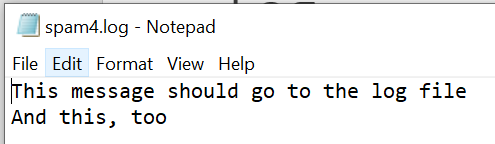 spam4.log - Notepad
File Edit Format View Help
This message should go to the log file
And this, too